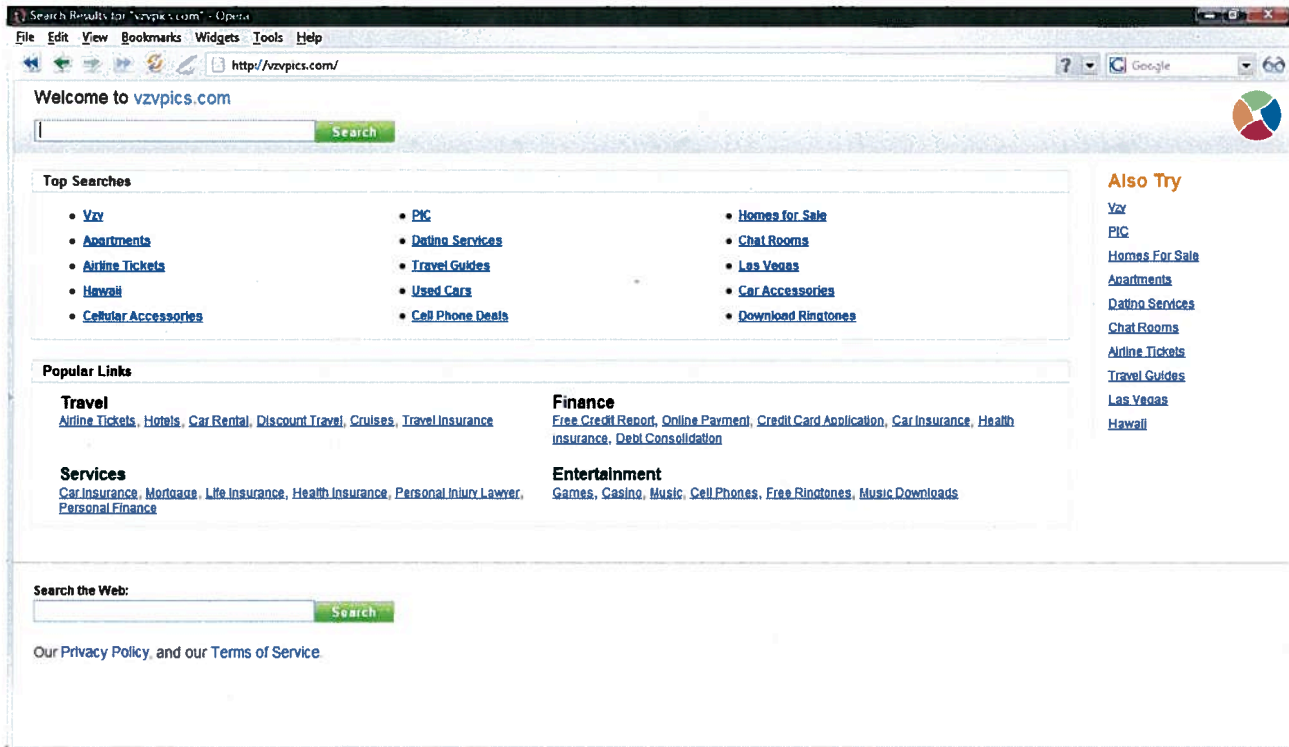 Search Results for "vzvpics.com" - Opera
File Edit View Bookmarks Widgets Tools Help
http://vzvpics.com/
? Google
Welcome to vzvpics.com
Search
Top Searches
Vzv PIC Homes for Sale
Apartments Dating Services Chat Rooms
Airline Tickets Travel Guides Las Vegas
Hawaii Used Cars Car Accessories
Cellular Accessories Cell Phone Deals Download Ringtones
Also Try
Vzv
PIC
Homes For Sale
Apartments
Dating Services
Chat Rooms
Airline Tickets
Travel Guides
Las Vegas
Hawaii
Popular Links
Travel
Airline Tickets, Hotels, Car Rental, Discount Travel, Cruises, Travel Insurance
Finance
Free Credit Report, Online Payment, Credit Card Application, Car Insurance, Health
Insurance, Debt Consolidation
Services
Car Insurance, Mortgage, Life Insurance, Health Insurance, Personal Injury Lawyer,
Personal Finance
Entertainment
Games, Casino, Music, Cell Phones, Free Ringtones, Music Downloads
Search the Web:
Search
Our Privacy Policy, and our Terms of Service